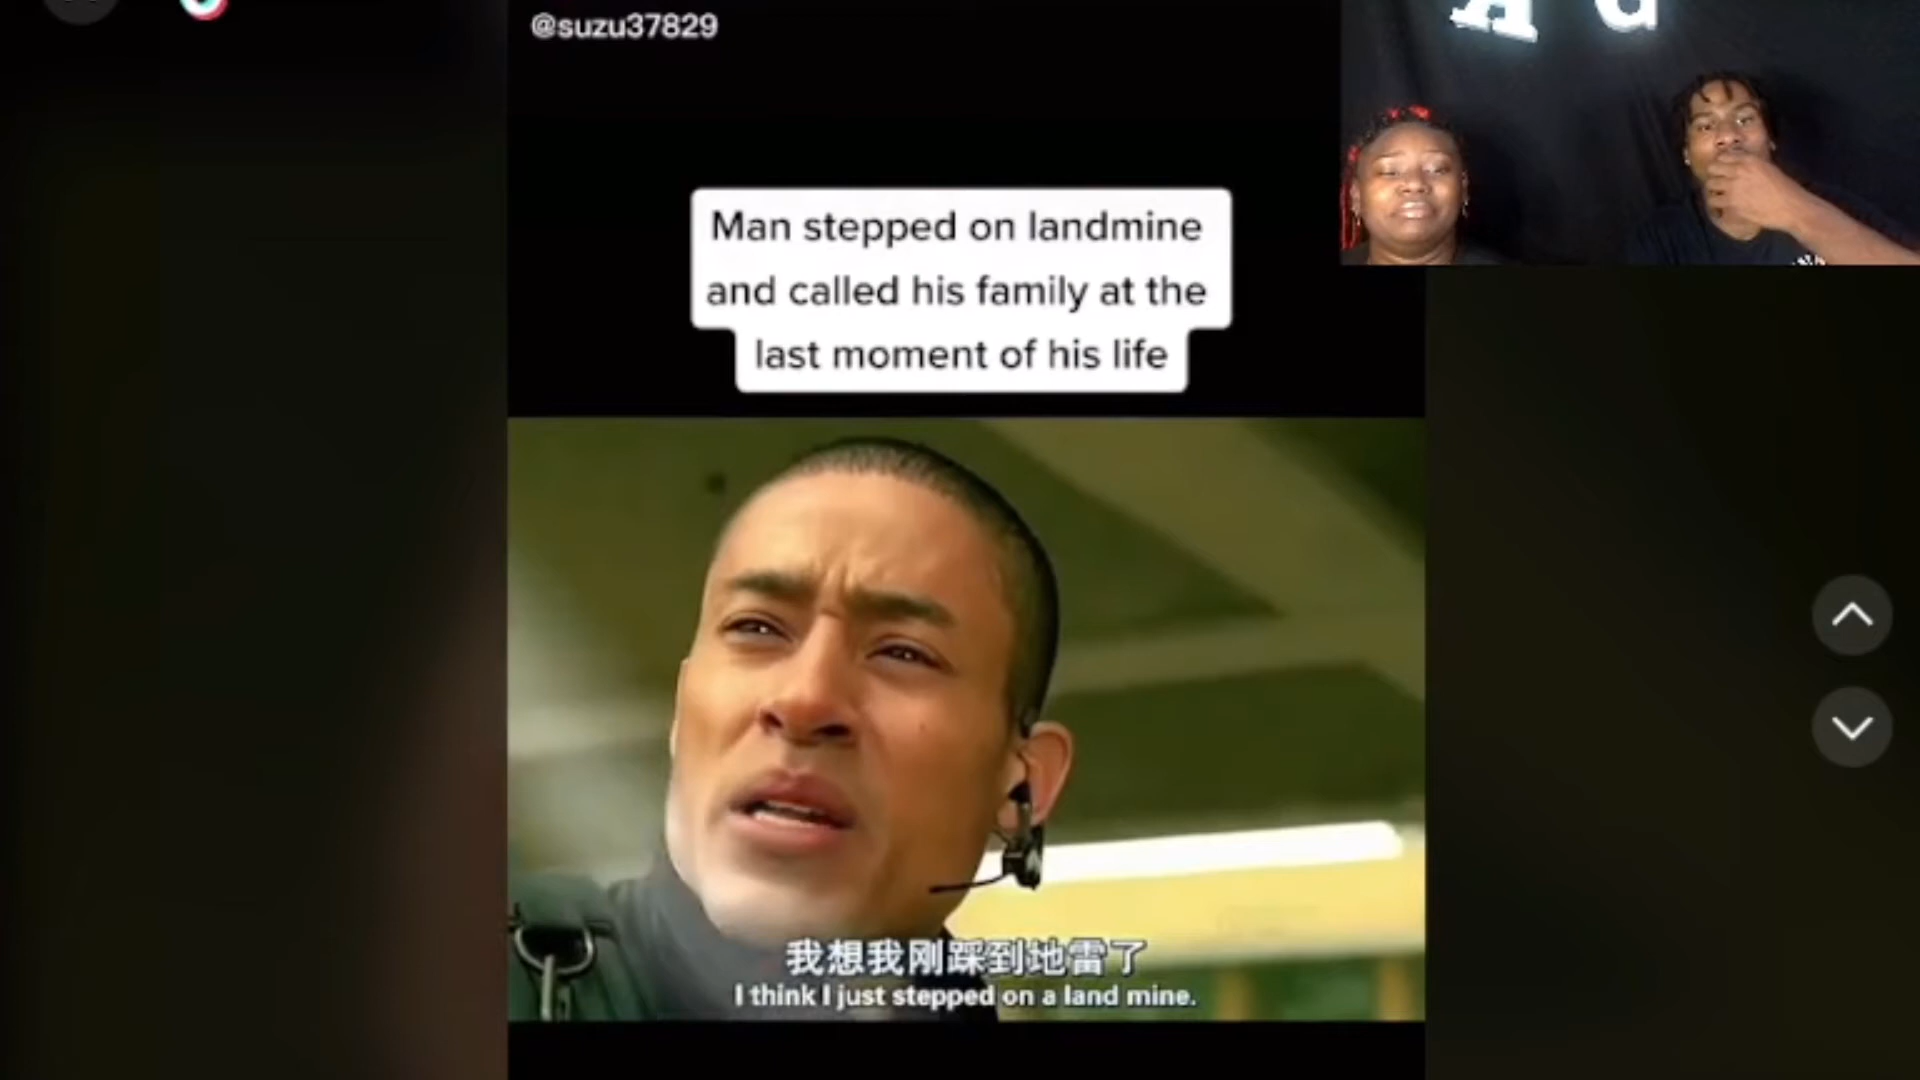 @suzu37829
Man stepped on landmine
and called his family at the
last moment of his life
我想我刚踩到地雷了
I think I just stepped on a land mine.